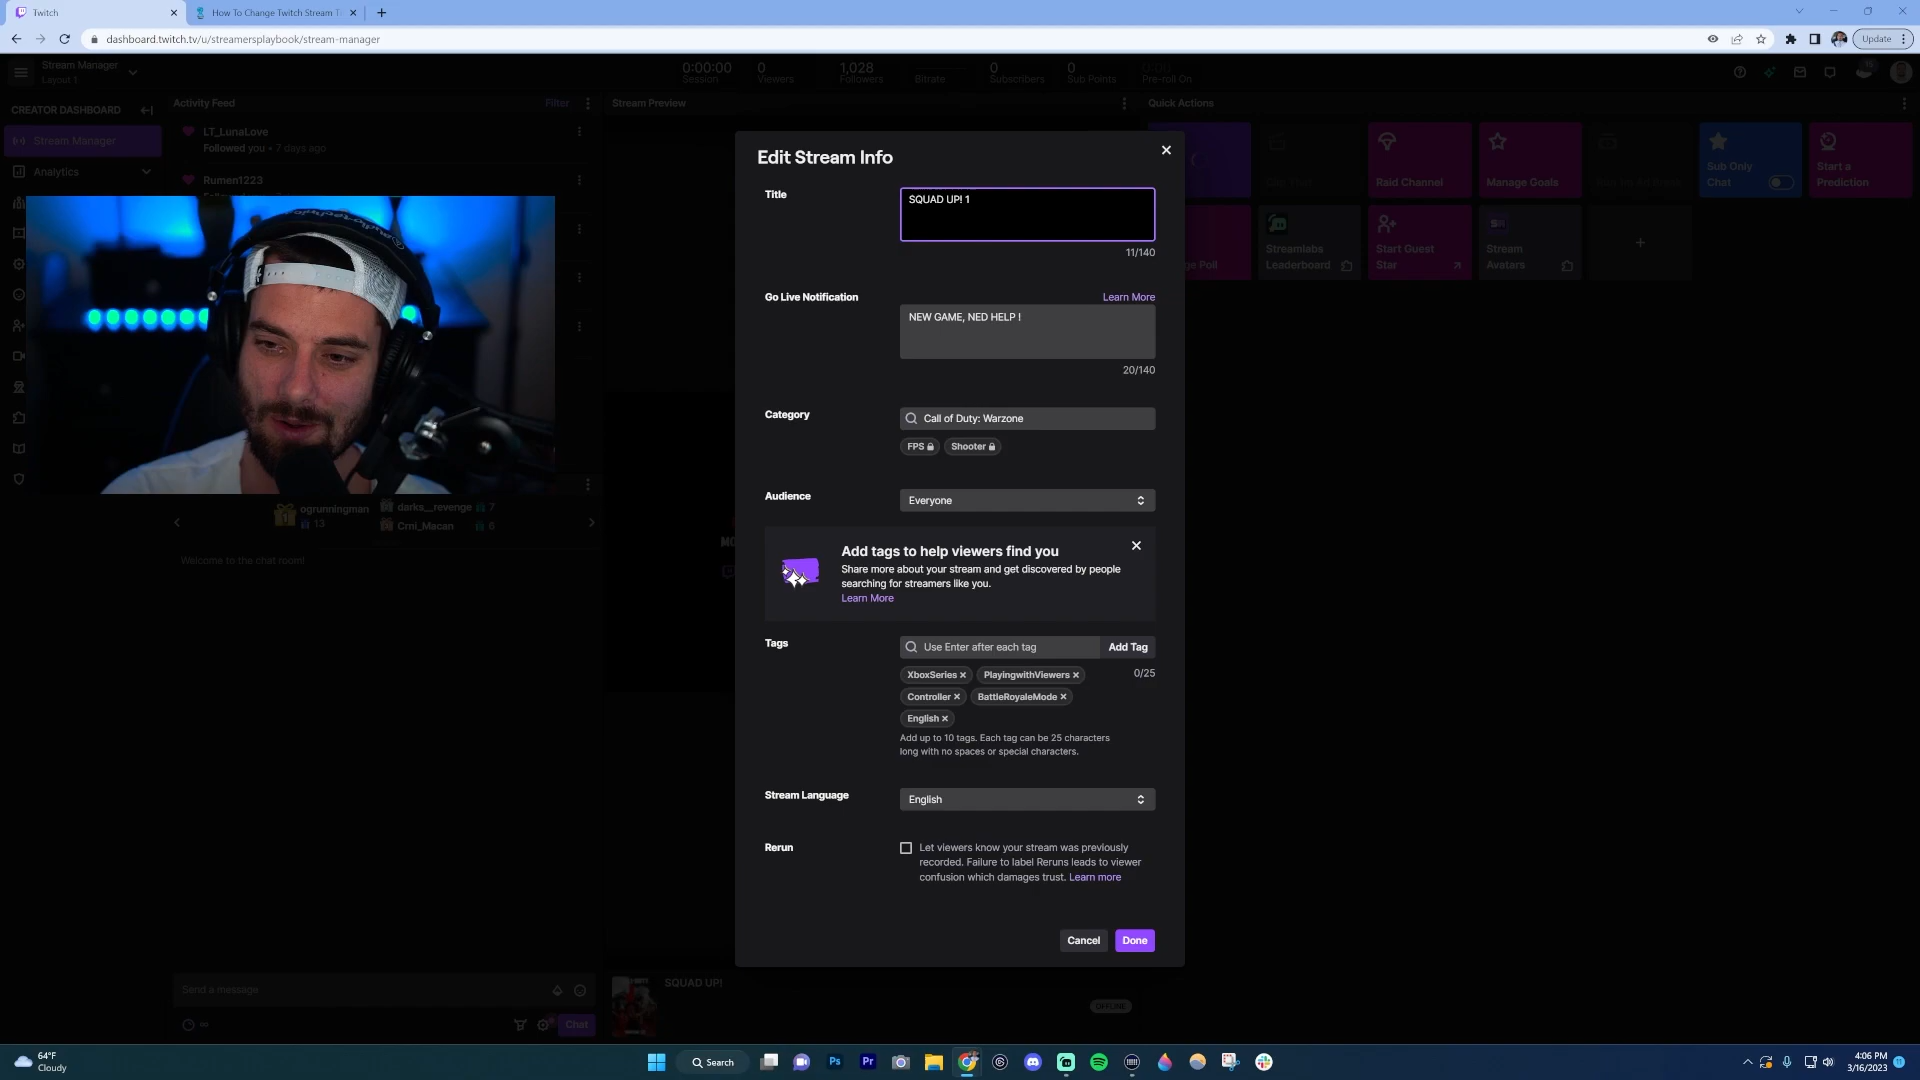 Twitch
How To Change Twitch Stream T
dashboard.twitch.tv/u/streamersplaybook/stream-manager
Update
Stream Manager
Layout 1
0:00:00
Session
0
Viewers
1,028
Followers
Bitrate
0
Subscribers
0
Sub Points
Pre-roll On
CREATOR DASHBOARD
Activity Feed
Filter
Stream Preview
Quick Actions
Stream Manager
Analytics
LT_LunaLove
Followed you • 7 days ago
Rumen1223
Raid Channel
Manage Goals
Sub Only
Chat
Start a
Prediction
Streamlabs
Leaderboard
Start Guest
Star
Stream
Avatars
Edit Stream Info
Title
SQUAD UP! 1
11/140
Go Live Notification
Learn More
NEW GAME, NED HELP !
20/140
Category
Call of Duty: Warzone
FPS
Shooter
Audience
Everyone
Add tags to help viewers find you
Share more about your stream and get discovered by people
searching for streamers like you.
Learn More
Tags
Use Enter after each tag
Add Tag
XboxSeries
PlayingwithViewers
0/25
Controller
BattleRoyaleMode
English
Add up to 10 tags. Each tag can be 25 characters
long with no spaces or special characters.
Stream Language
English
Rerun
Let viewers know your stream was previously
recorded. Failure to label Reruns leads to viewer
confusion which damages trust. Learn more
Cancel
Done
ogrunningman
13
darks__revenge
7
Crni_Macan
6
Welcome to the chat room!
Send a message
Chat
SQUAD UP!
OFFLINE
64°F
Cloudy
Search
Ps
Pr
4:06 PM
3/16/2023